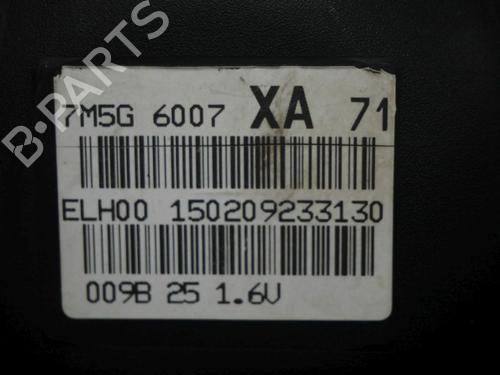 B-PARTS
7M5G 6007 XA 71
ELH00 150209233130
009B 25 1.6V